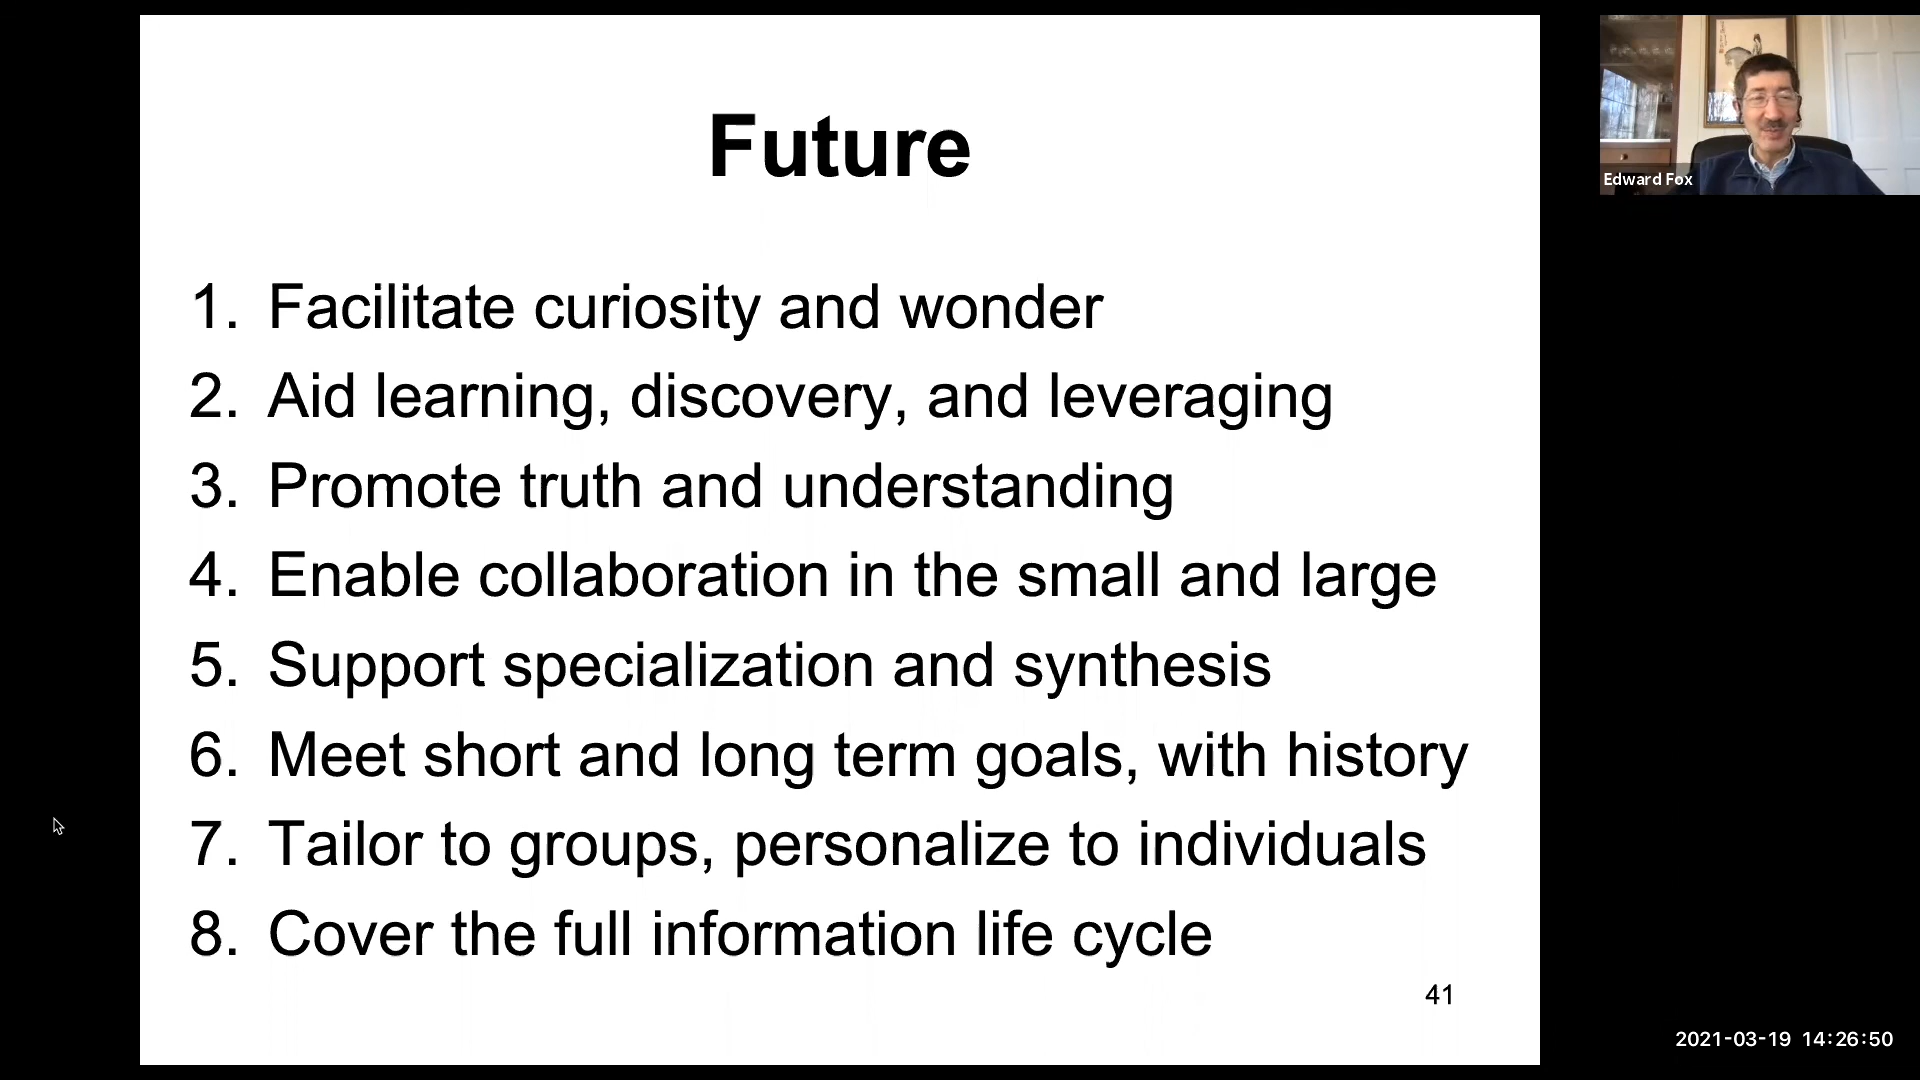 Future
1. Facilitate curiosity and wonder
2. Aid learning, discovery, and leveraging
3. Promote truth and understanding
4. Enable collaboration in the small and large
5. Support specialization and synthesis
6. Meet short and long term goals, with history
7. Tailor to groups, personalize to individuals
8. Cover the full information life cycle
41
Edward Fox
2021-03-19 14:26:50